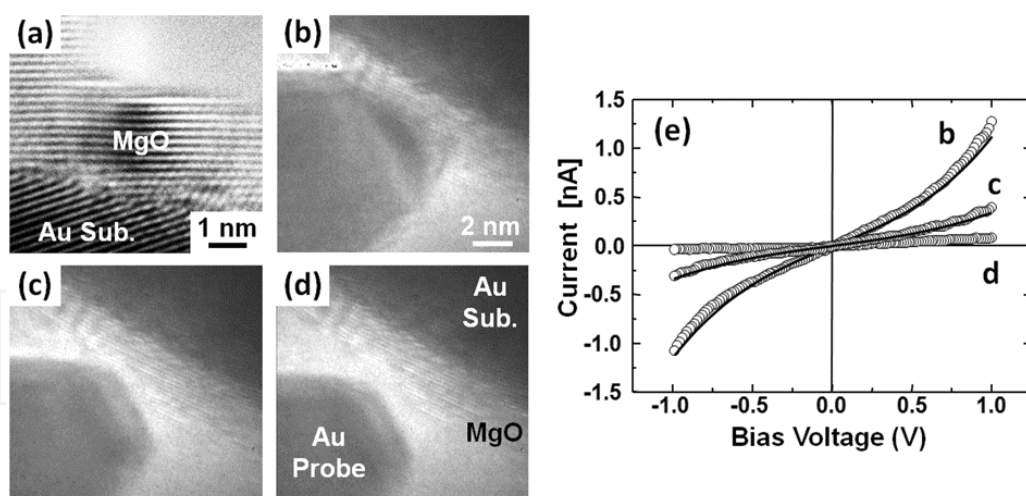 (a)
MgO
Au Sub.
1 nm
(b)
2 nm
(c)
(d)
Au
Sub.
MgO
Au
Probe
(e)
b
c
d
1.5
1.0
0.5
0.0
-0.5
-1.0
-1.5
Current [nA]
-1.0 -0.5 0.0 0.5 1.0
Bias Voltage (V)